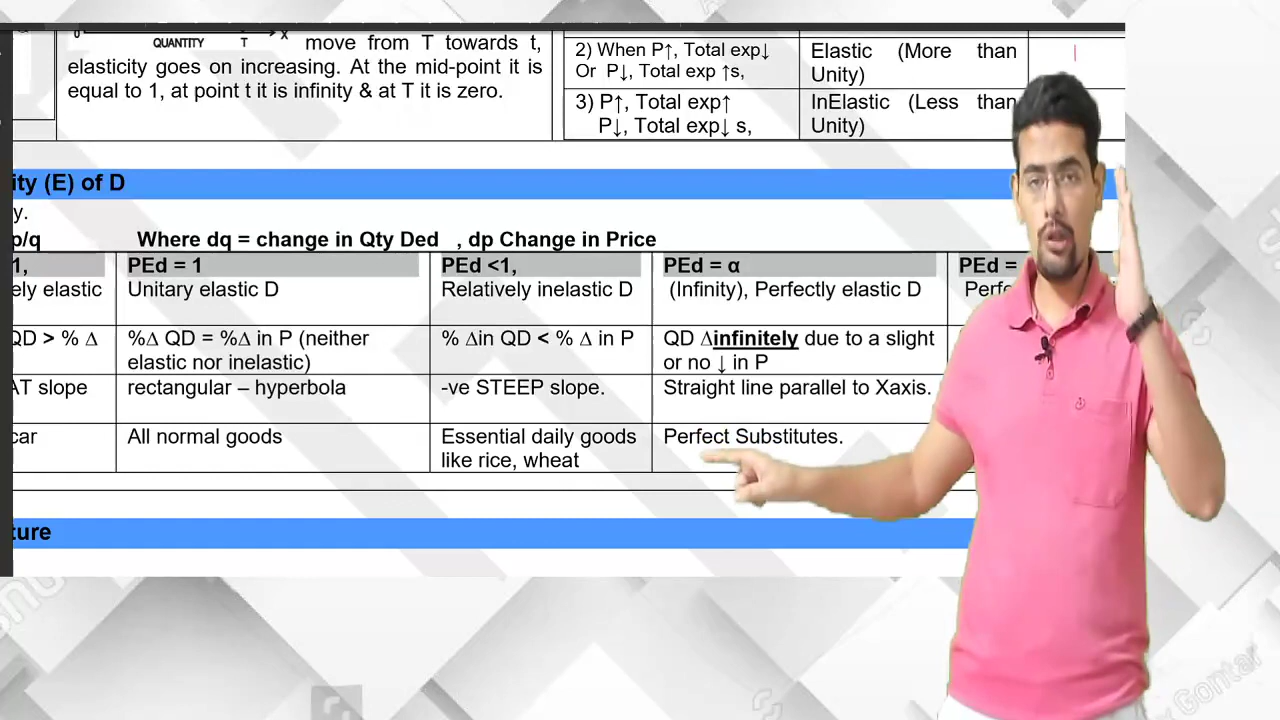 0
X
QUANTITY T
move from T towards t,
elasticity goes on increasing. At the mid-point it is
equal to 1, at point t it is infinity & at T it is zero.
2) When P↑, Total exp↓
Or P↓, Total exp ↑s,
Elastic (More than
Unity)
3) P↑, Total exp↑
P↓, Total exp↓ s,
InElastic (Less than
Unity)
ity (E) of D
y.
p/q Where dq = change in Qty Ded , dp Change in Price
1, PEd = 1 PEd <1, PEd = α PEd =
ely elastic Unitary elastic D Relatively inelastic D (Infinity), Perfectly elastic D Perfe
QD > % ∆ %∆ QD = %∆ in P (neither
elastic nor inelastic)
% ∆in QD < % ∆ in P
QD ∆infinitely due to a slight
or no ↓ in P
AT slope rectangular – hyperbola -ve STEEP slope. Straight line parallel to Xaxis.
car All normal goods
Essential daily goods
like rice, wheat
Perfect Substitutes.
ture
Gontar